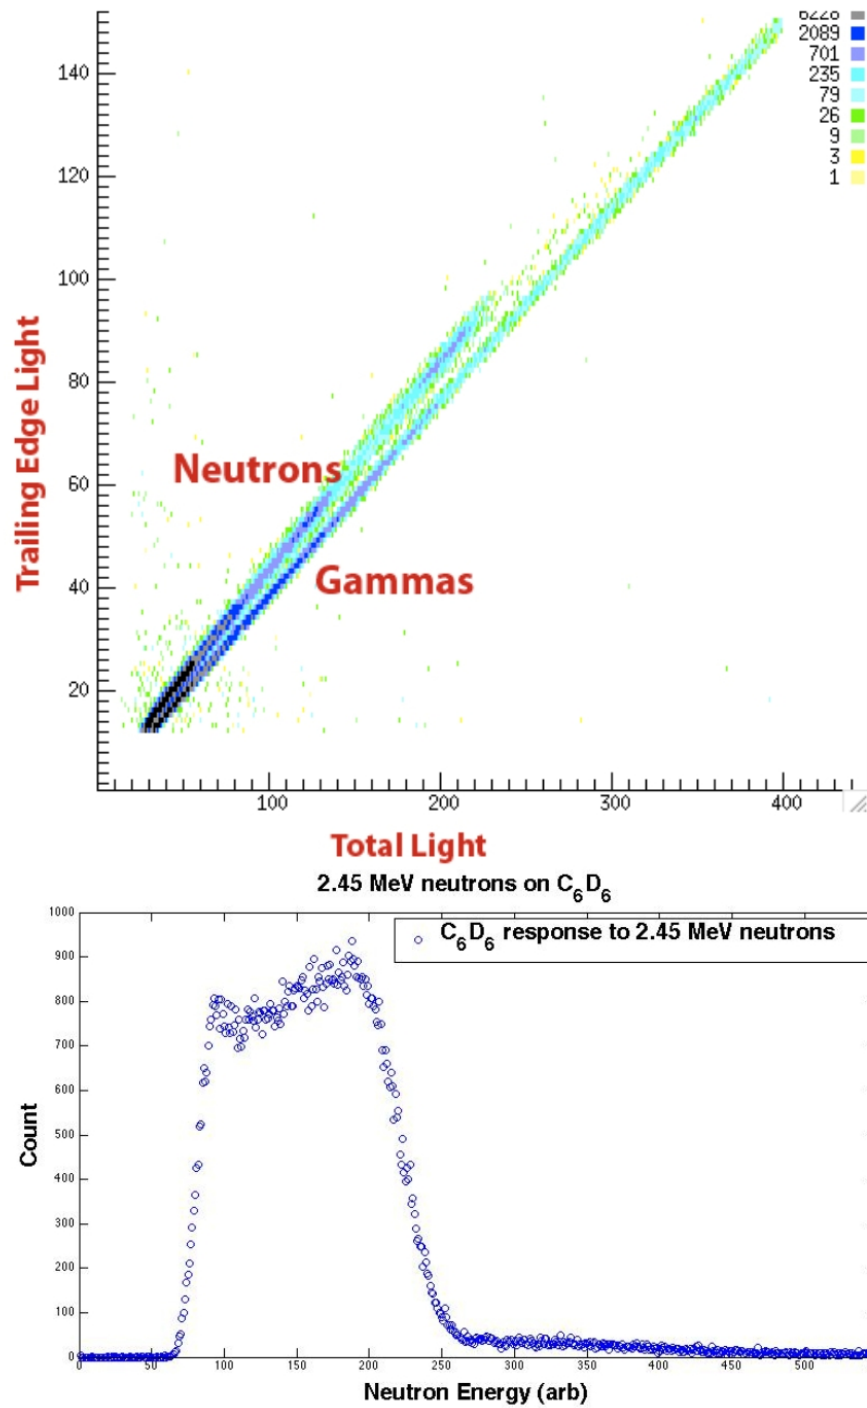 6228
2089
701
235
79
26
9
3
1
140
120
100
80
60
40
20
Trailing Edge Light
Neutrons
Gammas
100 200 300 400
Total Light
2.45 MeV neutrons on C6D6
C6D6 response to 2.45 MeV neutrons
1000
900
800
700
600
500
400
300
200
100
0
Count
0 50 100 150 200 250 300 350 400 450 500
Neutron Energy (arb)